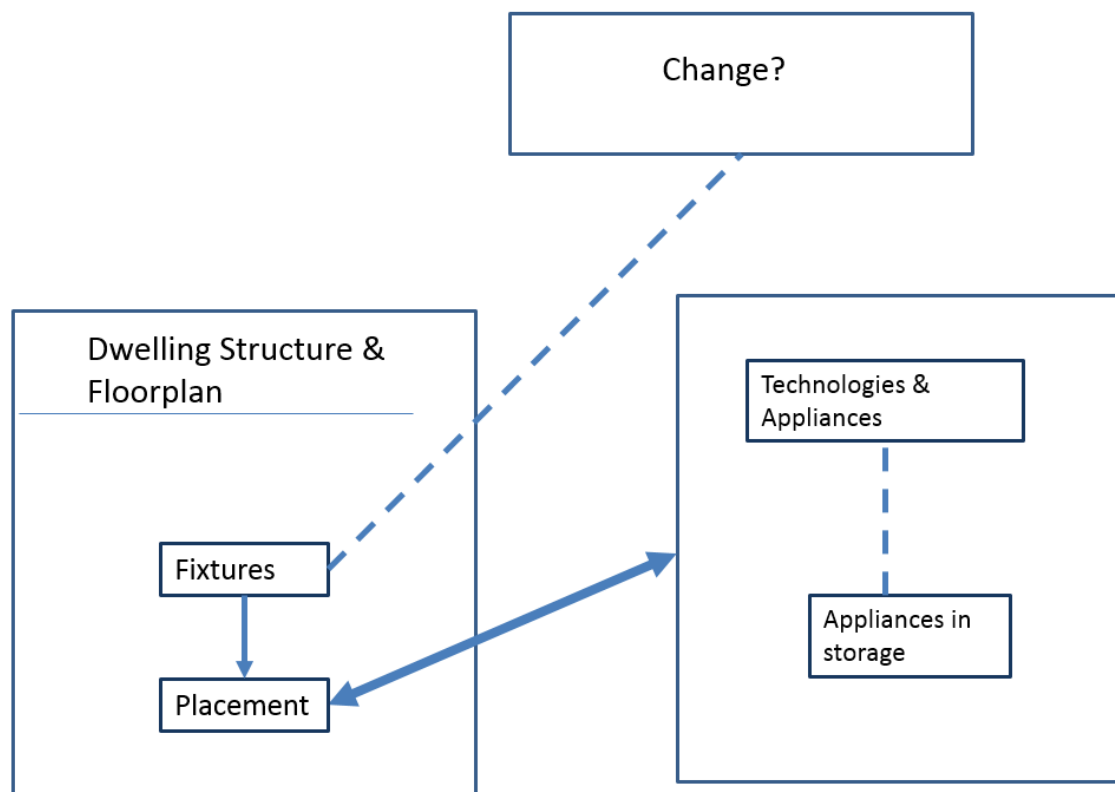 Change?
Dwelling Structure &
Floorplan
Fixtures
Placement
Technologies &
Appliances
Appliances in
storage